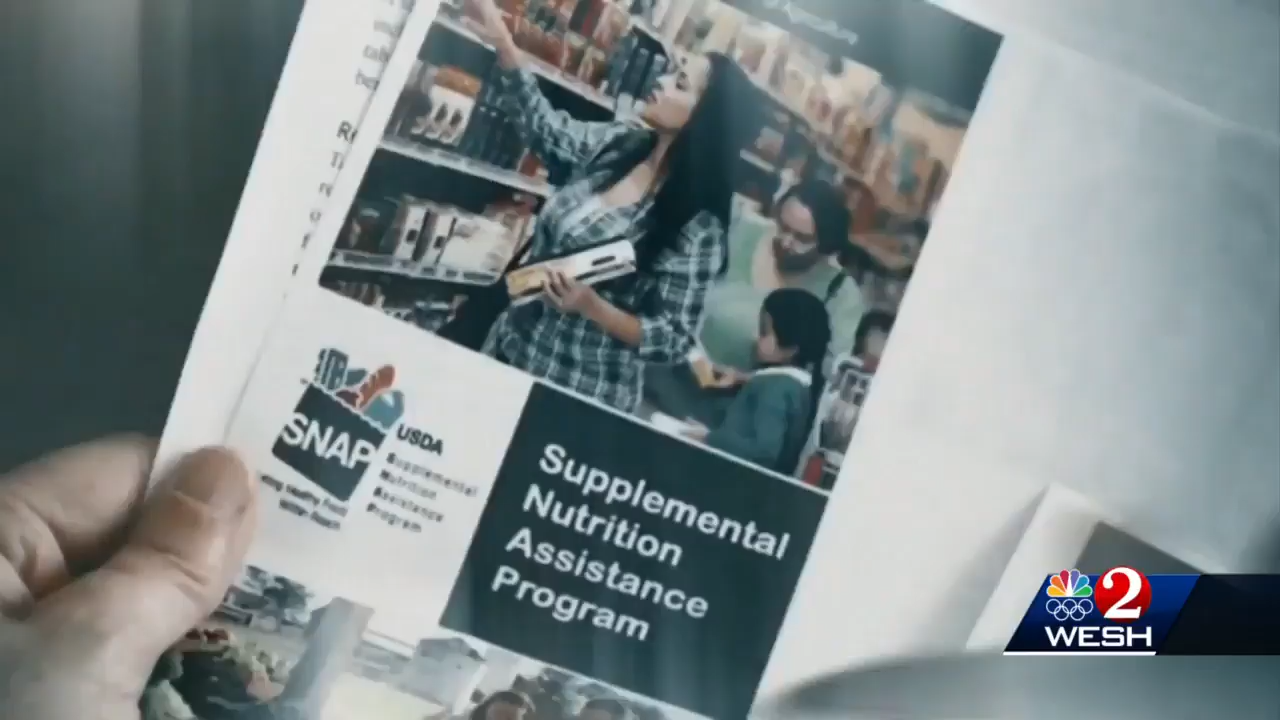 SNAP
USDA
Supplemental
Nutrition
Assistance
Program
Supplemental
Nutrition
Assistance
Program
2
WESH